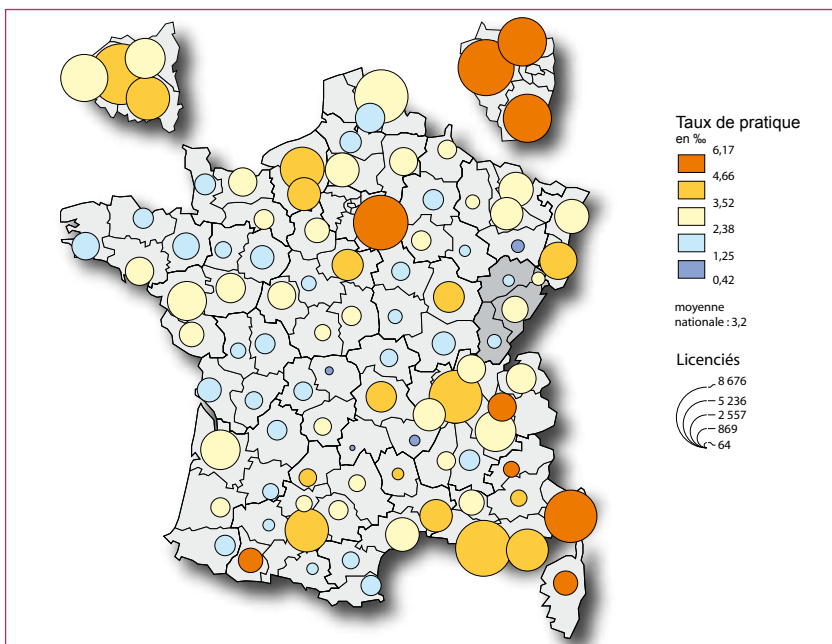 Taux de pratique
en ‰
6,17
4,66
3,52
2,38
1,25
0,42
moyenne
nationale : 3,2
Licenciés
8 676
5 236
2 557
869
64